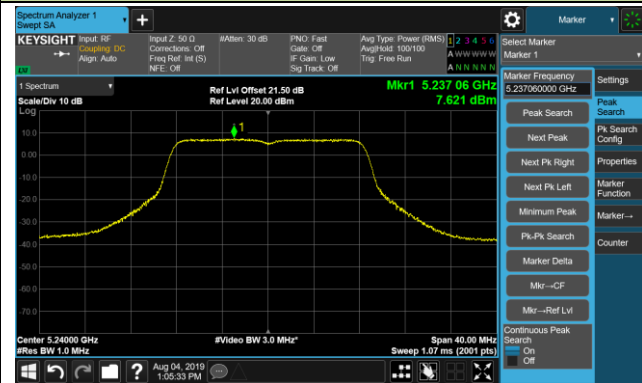 Spectrum Analyzer 1
Swept SA
Marker
KEYSIGHT
Input: RF
Coupling: DC
Align: Auto
Input Z: 50 Ω
Corrections: Off
Freq Ref: Int (S)
NFE: Off
#Atten: 30 dB
PNO: Fast
Gate: Off
IF Gain: Low
Sig Track: Off
Avg Type: Power (RMS)
Avg|Hold: 100/100
Trig: Free Run
1 2 3 4 5 6
A W W W W W
A N N N N N
Select Marker
Marker 1
1 Spectrum
Scale/Div 10 dB
Log
Ref Lvl Offset 21.50 dB
Ref Level 20.00 dBm
Mkr1 5.237 06 GHz
7.621 dBm
1
10.0
0.00
-10.0
-20.0
-30.0
-40.0
-50.0
-60.0
-70.0
Center 5.24000 GHz
#Res BW 1.0 MHz
#Video BW 3.0 MHz*
Span 40.00 MHz
Sweep 1.07 ms (2001 pts)
Marker Frequency
5.237060000 GHz
Peak Search
Next Peak
Next Pk Right
Next Pk Left
Minimum Peak
Pk-Pk Search
Marker Delta
Mkr→CF
Mkr→Ref Lvl
Continuous Peak
Search
On
Off
Settings
Peak
Search
Pk Search
Config
Properties
Marker
Function
Marker→
Counter
Aug 04, 2019
1:05:33 PM